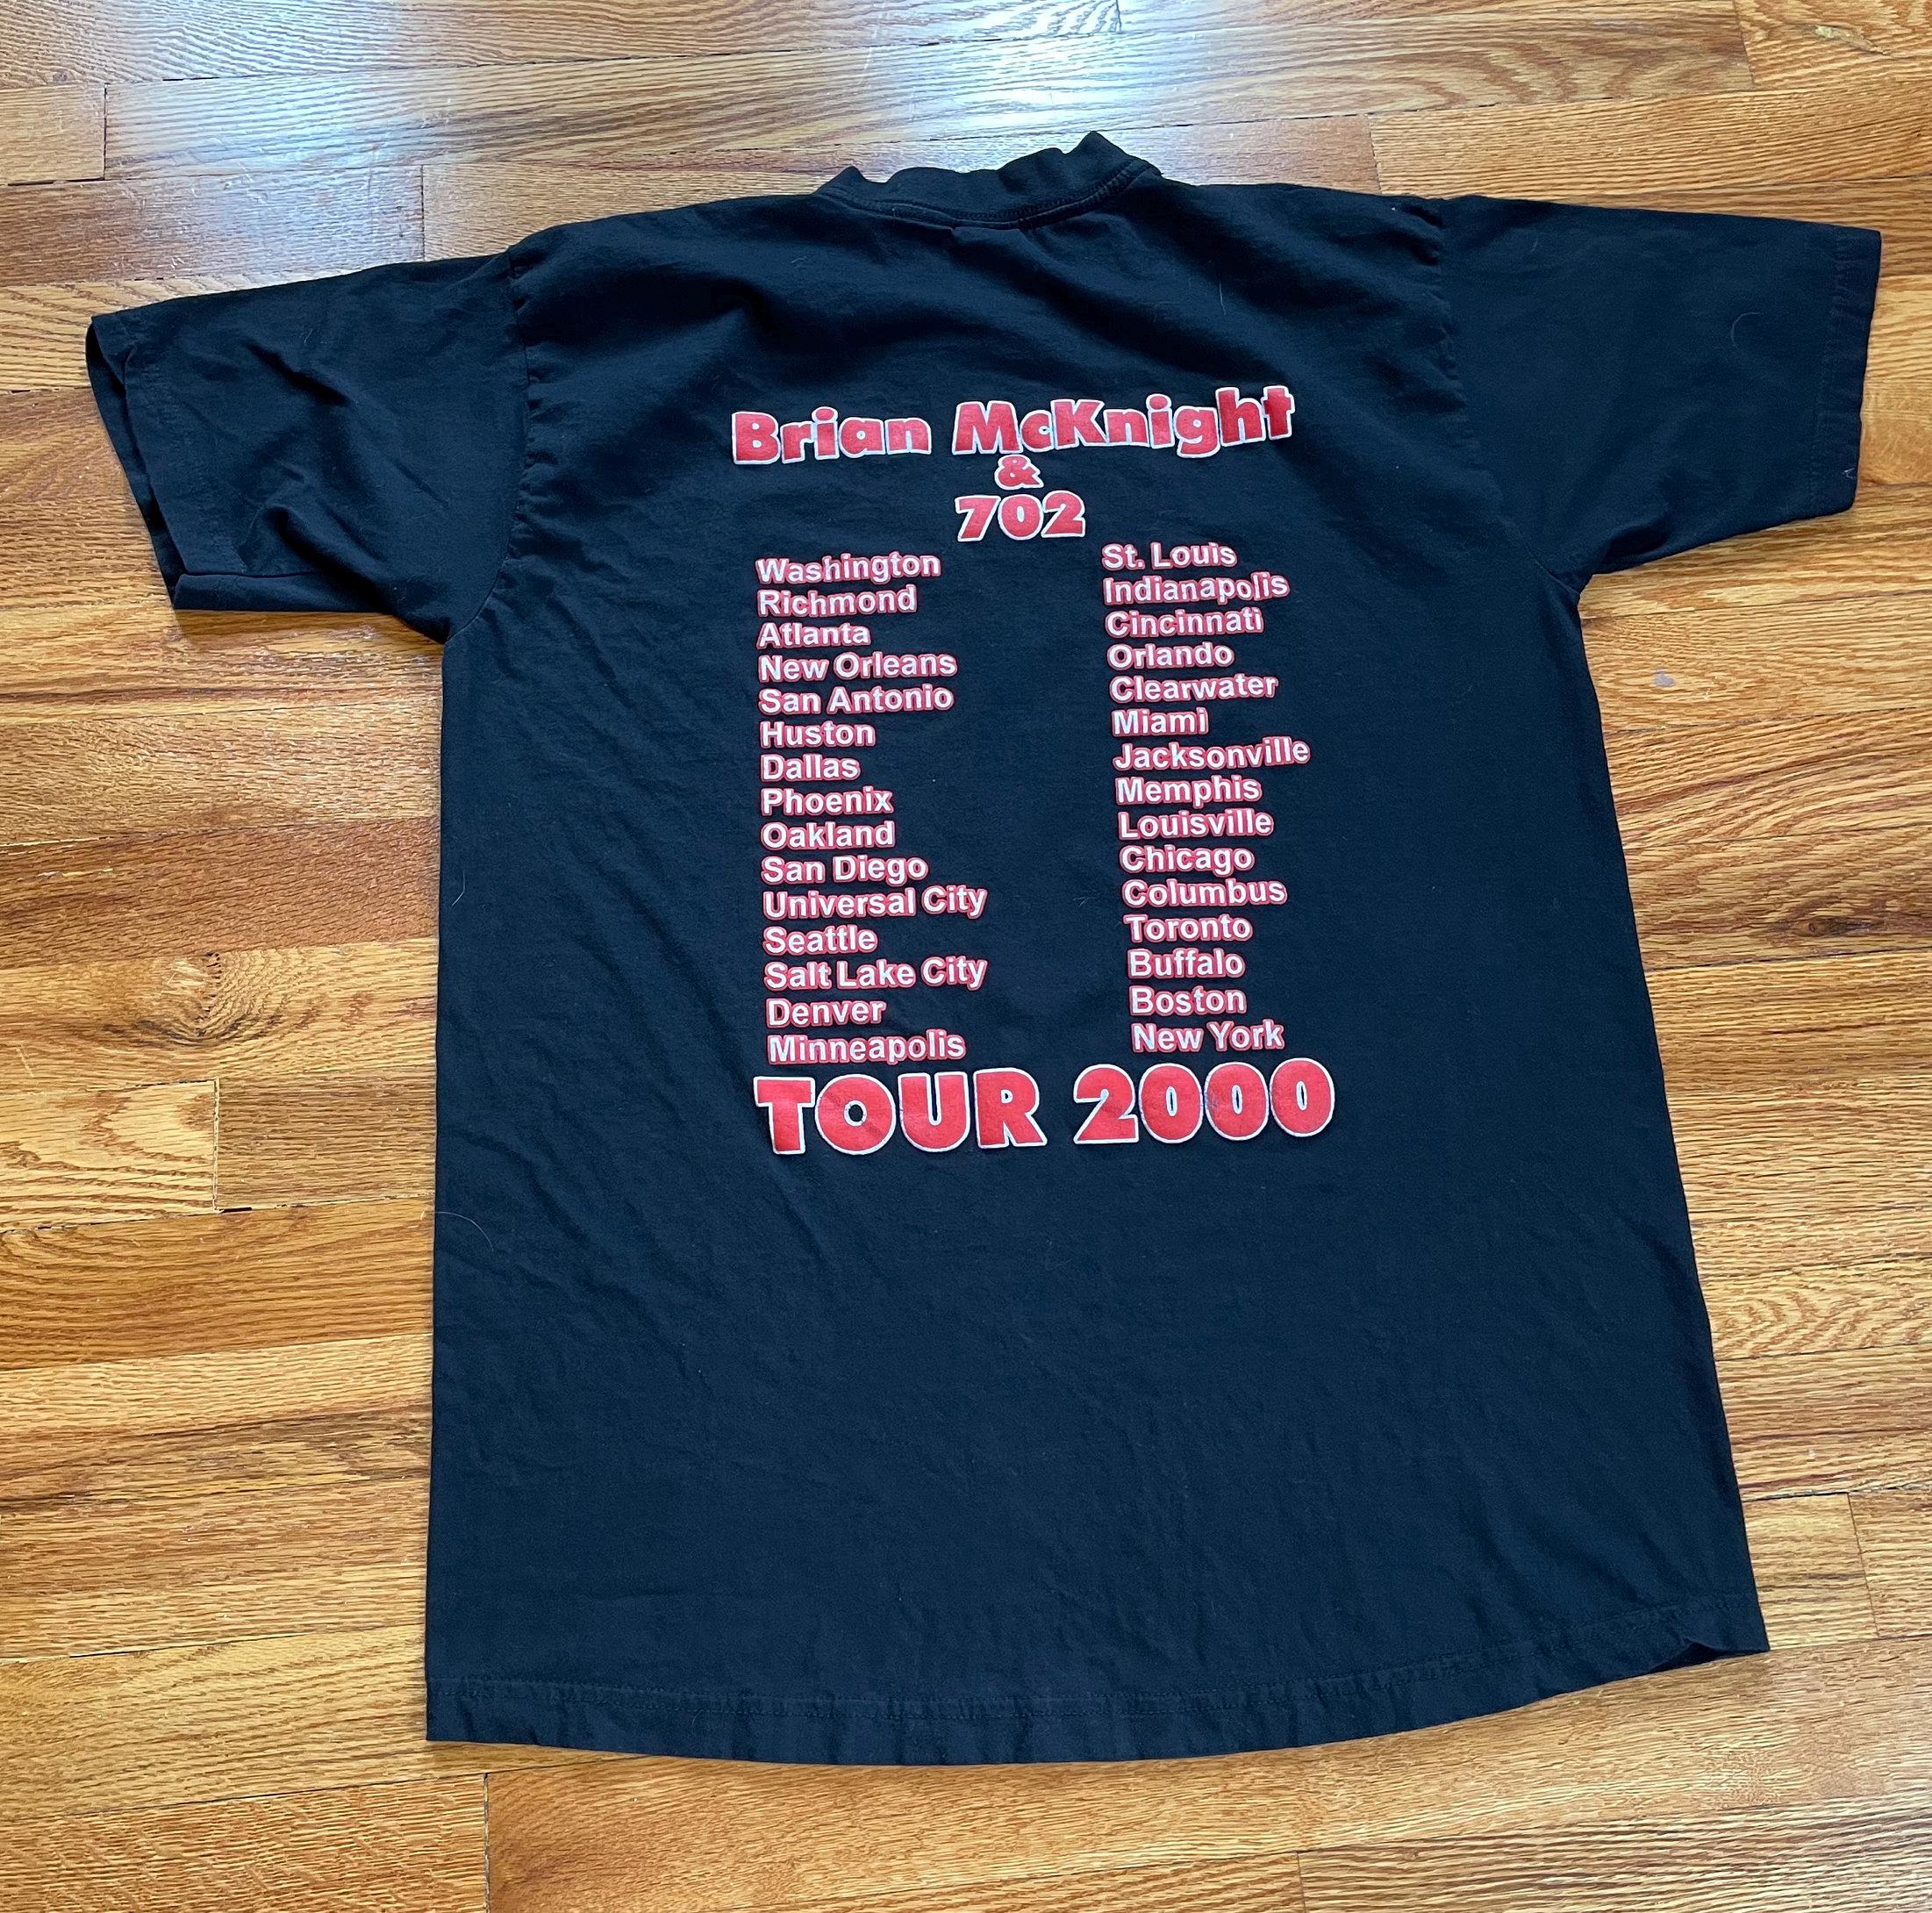 Brian McKnight
&
702
Washington
Richmond
Atlanta
New Orleans
San Antonio
Huston
Dallas
Phoenix
Oakland
San Diego
Universal City
Seattle
Salt Lake City
Denver
Minneapolis
St. Louis
Indianapolis
Cincinnati
Orlando
Clearwater
Miami
Jacksonville
Memphis
Louisville
Chicago
Columbus
Toronto
Buffalo
Boston
New York
TOUR 2000